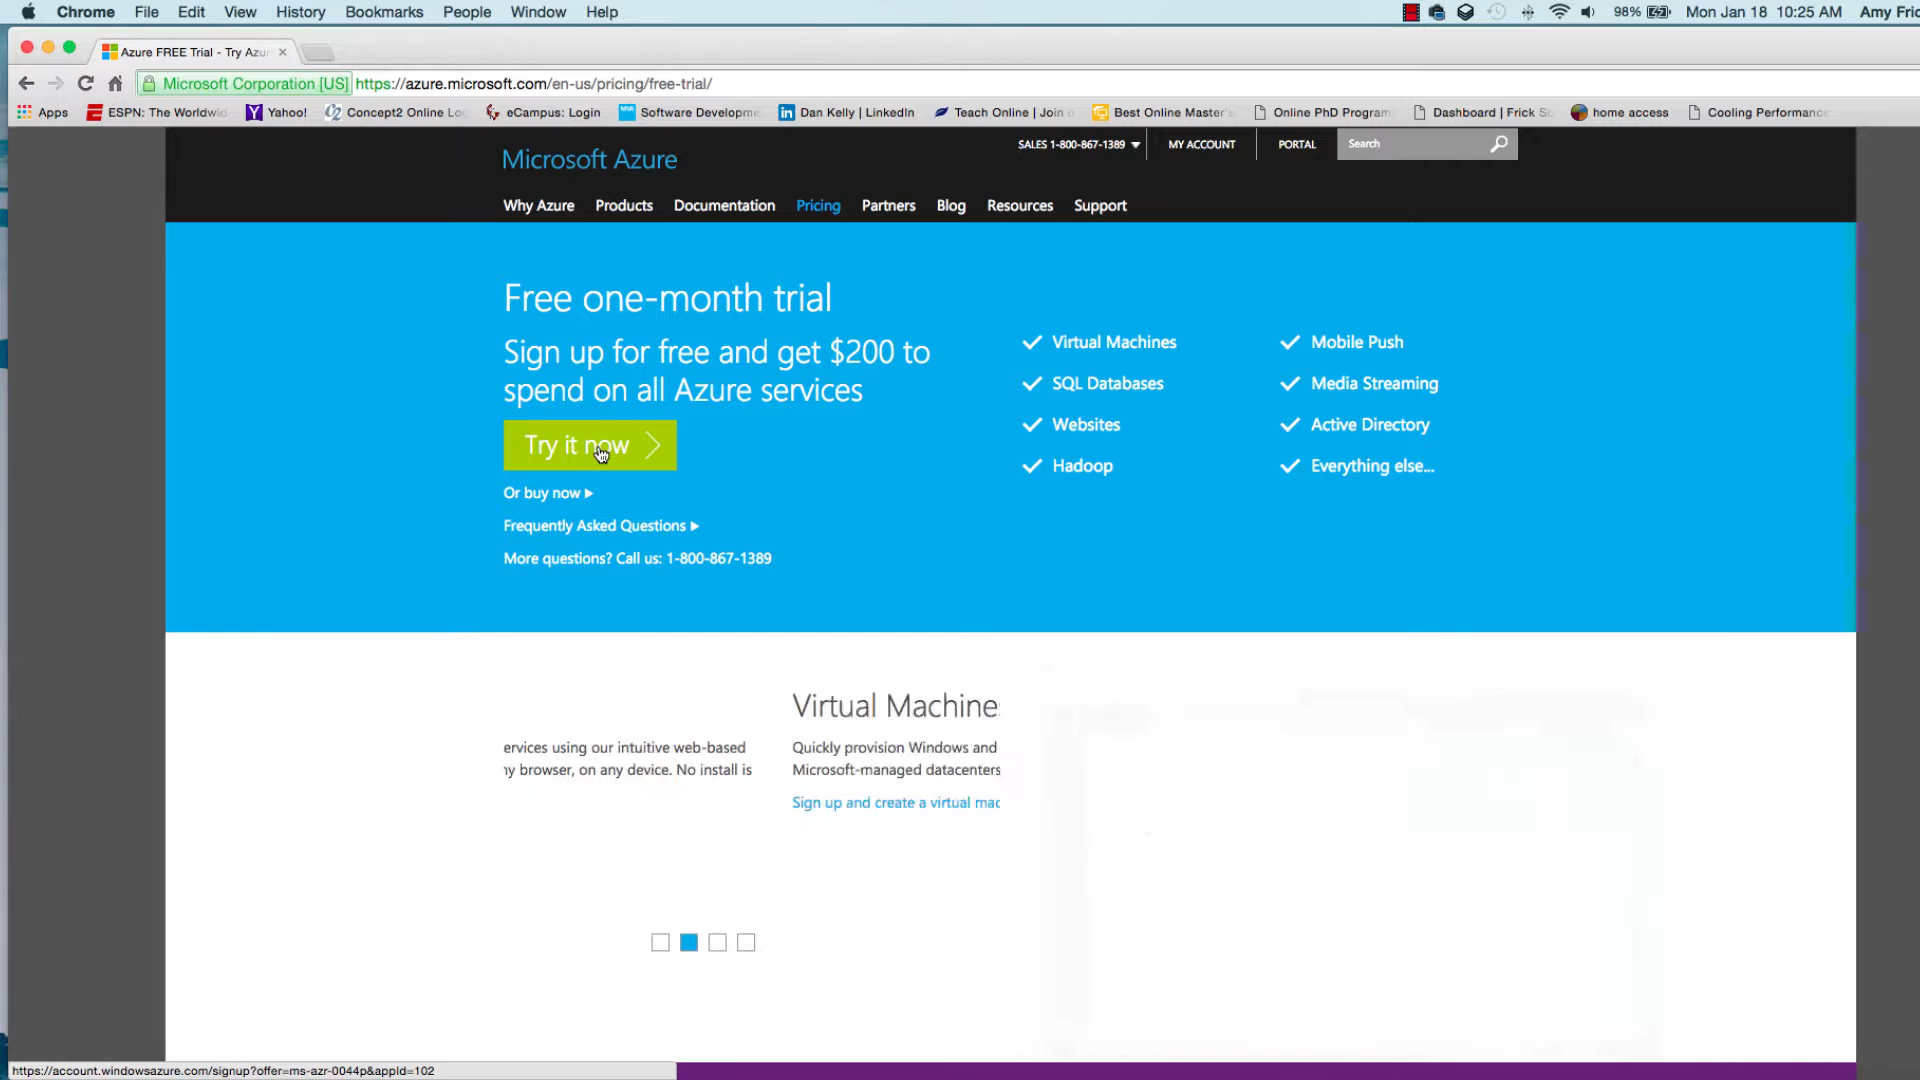 Chrome File Edit View History Bookmarks People Window Help 98% Mon Jan 18 10:25 AM Amy Fric
Azure FREE Trial - Try Azur
Microsoft Corporation [US] https://azure.microsoft.com/en-us/pricing/free-trial/
Apps ESPN: The Worldwid Yahoo! Concept2 Online Lo eCampus: Login Software Developme Dan Kelly | LinkedIn Teach Online | Join o Best Online Master' Online PhD Program Dashboard | Frick Sc home access Cooling Performance
Microsoft Azure
SALES 1-800-867-1389 MY ACCOUNT PORTAL Search
Why Azure Products Documentation Pricing Partners Blog Resources Support
Free one-month trial
Sign up for free and get $200 to
spend on all Azure services
Try it now
Or buy now
Frequently Asked Questions
More questions? Call us: 1-800-867-1389
Virtual Machines
SQL Databases
Websites
Hadoop
Mobile Push
Media Streaming
Active Directory
Everything else...
ervices using our intuitive web-based
ny browser, on any device. No install is
Virtual Machines
Quickly provision Windows and
Microsoft-managed datacenters
Sign up and create a virtual mac
https://account.windowsazure.com/signup?offer=ms-azr-0044p&appId=102